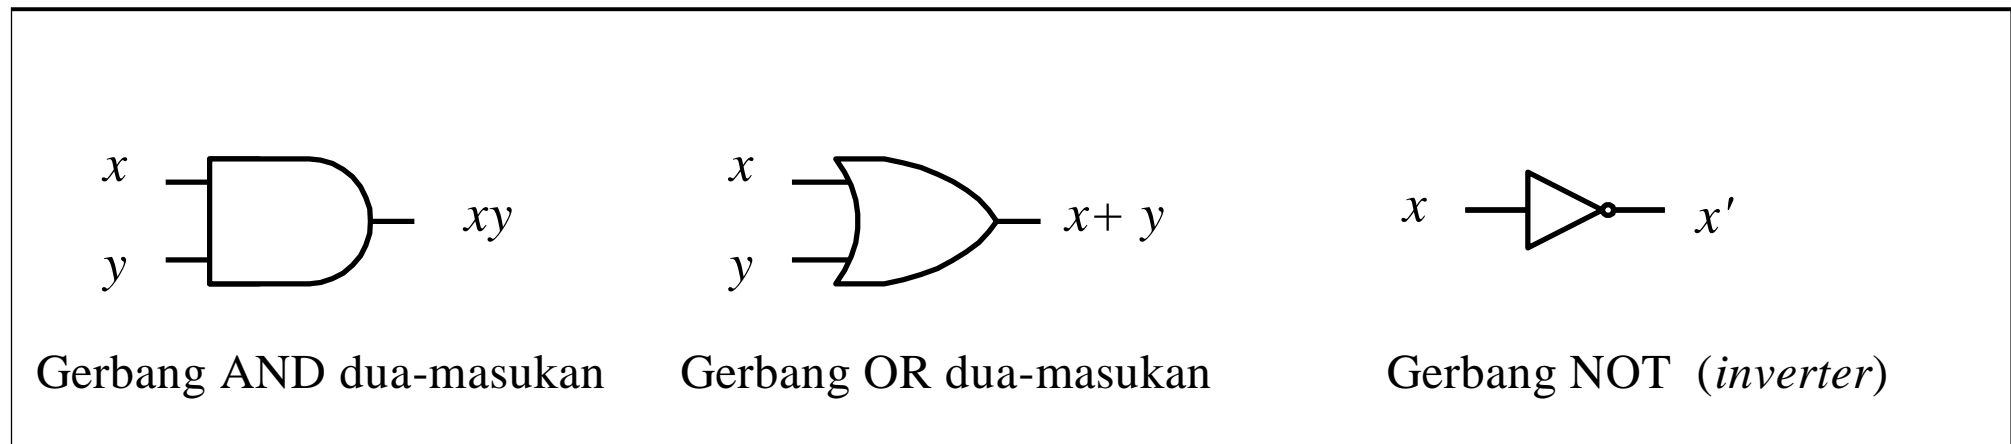 x
y
xy
Gerbang AND dua-masukan
x
y
x+ y
Gerbang OR dua-masukan
x
x'
Gerbang NOT (inverter)